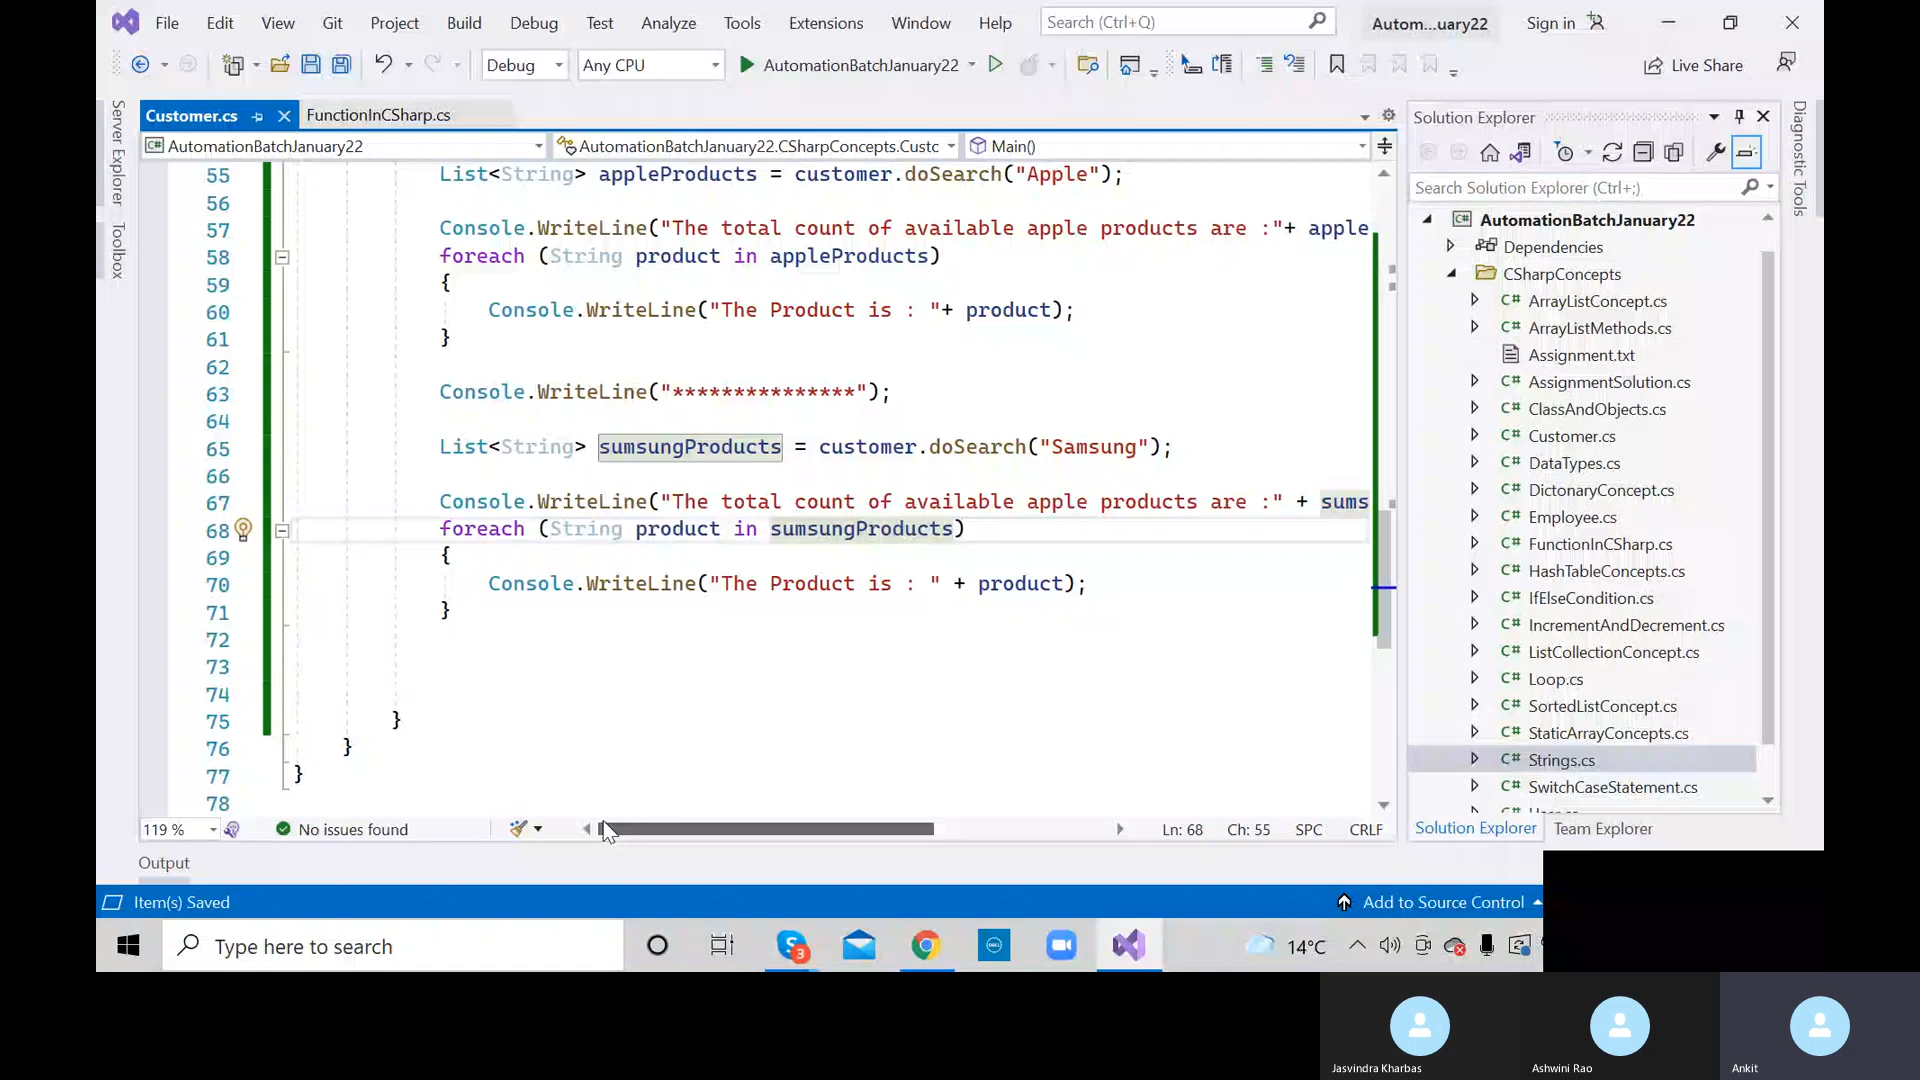 File Edit View Git Project Build Debug Test Analyze Tools Extensions Window Help Search (Ctrl+Q) Autom...uary22 Sign in
Debug Any CPU AutomationBatchJanuary22 Live Share
Server Explorer
Toolbox
Customer.cs FunctionInCSharp.cs
AutomationBatchJanuary22 AutomationBatchJanuary22.CSharpConcepts.Custc Main()
55 List<String> appleProducts = customer.doSearch("Apple");
56
57 Console.WriteLine("The total count of available apple products are :"+ apple
58 foreach (String product in appleProducts)
59 {
60 Console.WriteLine("The Product is : "+ product);
61 }
62
63 Console.WriteLine("***************");
64
65 List<String> sumsungProducts = customer.doSearch("Samsung");
66
67 Console.WriteLine("The total count of available apple products are :" + sums
68 foreach (String product in sumsungProducts)
69 {
70 Console.WriteLine("The Product is : " + product);
71 }
72
73
74
75 }
76 }
77 }
78
119 % No issues found Ln: 68 Ch: 55 SPC CRLF
Output
Solution Explorer
Search Solution Explorer (Ctrl+;)
AutomationBatchJanuary22
Dependencies
CSharpConcepts
C# ArrayListConcept.cs
C# ArrayListMethods.cs
Assignment.txt
C# AssignmentSolution.cs
C# ClassAndObjects.cs
C# Customer.cs
C# DataTypes.cs
C# DictonaryConcept.cs
C# Employee.cs
C# FunctionInCSharp.cs
C# HashTableConcepts.cs
C# IfElseCondition.cs
C# IncrementAndDecrement.cs
C# ListCollectionConcept.cs
C# Loop.cs
C# SortedListConcept.cs
C# StaticArrayConcepts.cs
C# Strings.cs
C# SwitchCaseStatement.cs
Solution Explorer Team Explorer
Diagnostic Tools
Item(s) Saved Add to Source Control
Type here to search 3 DELL 14°C
Jasvindra Kharbas Ashwini Rao Ankit